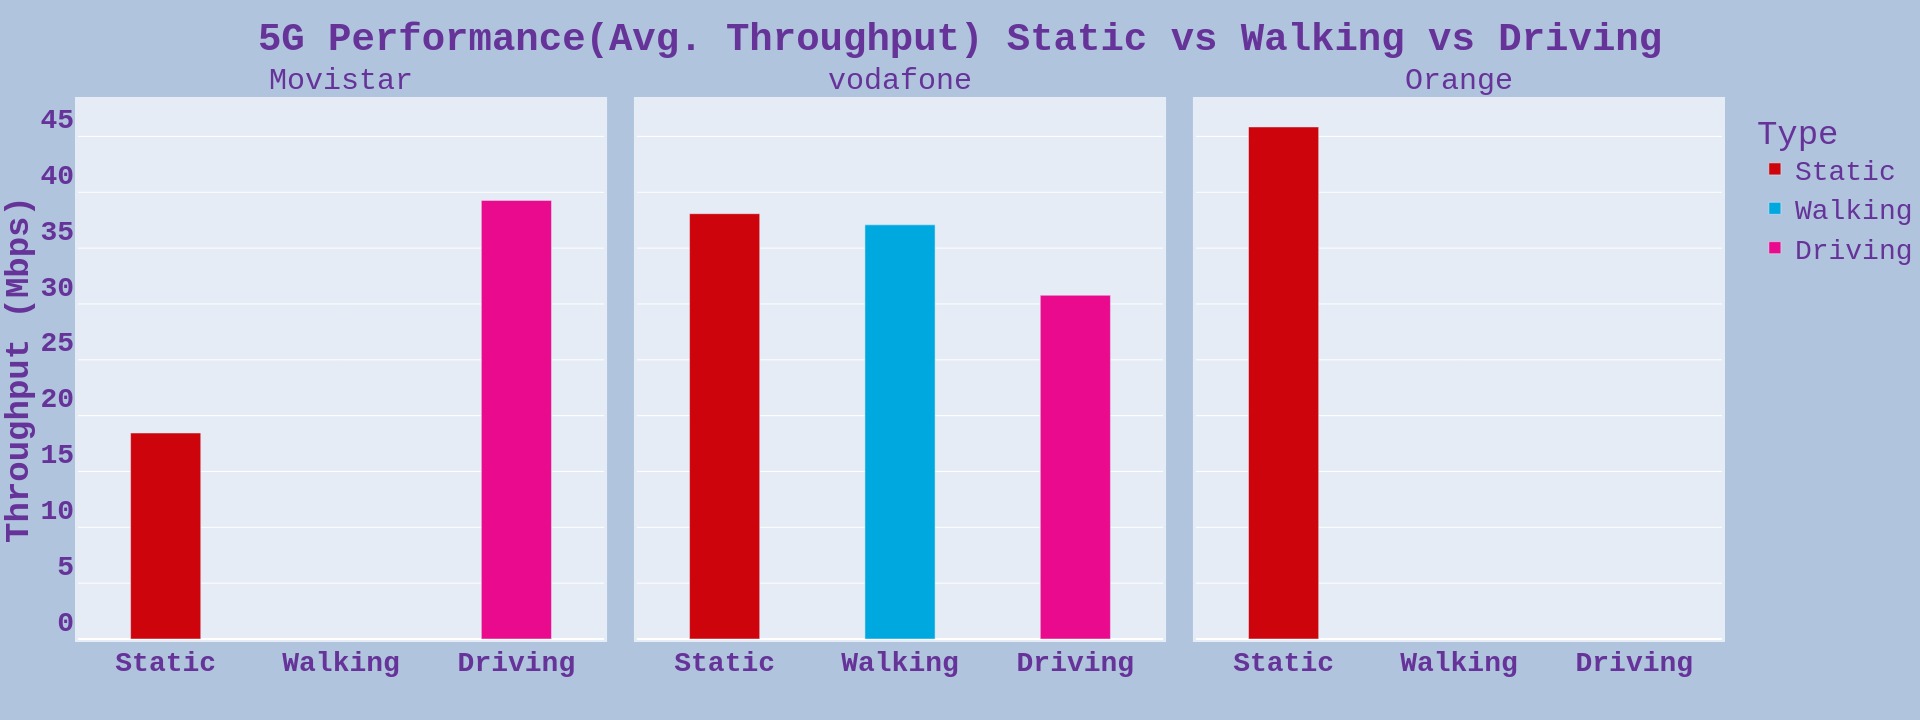 5G Performance(Avg. Throughput) Static vs Walking vs Driving
Movistar
vodafone
Orange
Throughput (Mbps)
45
40
35
30
25
20
15
10
5
0
Static Walking Driving
Static Walking Driving
Static Walking Driving
Type
Static
Walking
Driving